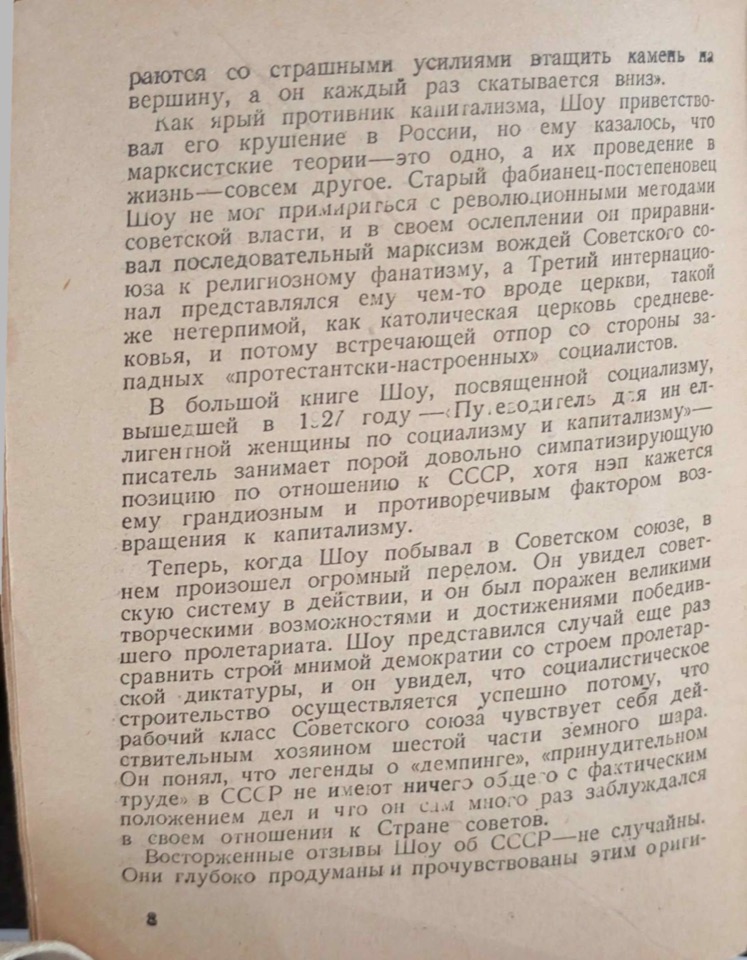 раются со страшными усилиями втащить камень на
вершину, а он каждый раз скатывается вниз».
Как ярый противник капитализма, Шоу приветство-
вал его крушение в России, но ему казалось, что
марксистские теории—это одно, а их проведение в
жизнь—совсем другое. Старый фабианец-постепеновец
Шоу не мог примириться с революционными методами
советской власти, и в своем ослеплении он приравни-
вал последовательный марксизм вождей Советского со-
юза к религиозному фанатизму, а Третий интернацио-
нал представлялся ему чем-то вроде церкви, такой
же нетерпимой, как католическая церковь средневе-
ковья, и потому встречающей отпор со стороны за-
падных «протестантски-настроенных» социалистов.
В большой книге Шоу, посвященной социализму,
вышедшей в 1927 году—«Путеводитель для интел-
лигентной женщины по социализму и капитализму»—
писатель занимает порой довольно симпатизирующую
позицию по отношению к СССР, хотя нэп кажется
ему грандиозным и противоречивым фактором воз-
вращения к капитализму.
Теперь, когда Шоу побывал в Советском союзе, в
нем произошел огромный перелом. Он увидел совет-
скую систему в действии, и он был поражен великими
творческими возможностями и достижениями победив-
шего пролетариата. Шоу представился случай еще раз
сравнить строй мнимой демократии со строем пролетар-
ской диктатуры, и он увидел, что социалистическое
строительство осуществляется успешно потому, что
рабочий класс Советского союза чувствует себя дей-
ствительным хозяином шестой части земного шара.
Он понял, что легенды о «демпинге», «принудительном
труде» в СССР не имеют ничего общего с фактическим
положением дел и что он сам много раз заблуждался
в своем отношении к Стране советов.
Восторженные отзывы Шоу об СССР—не случайны.
Они глубоко продуманы и прочувствованы этим ориги-
8